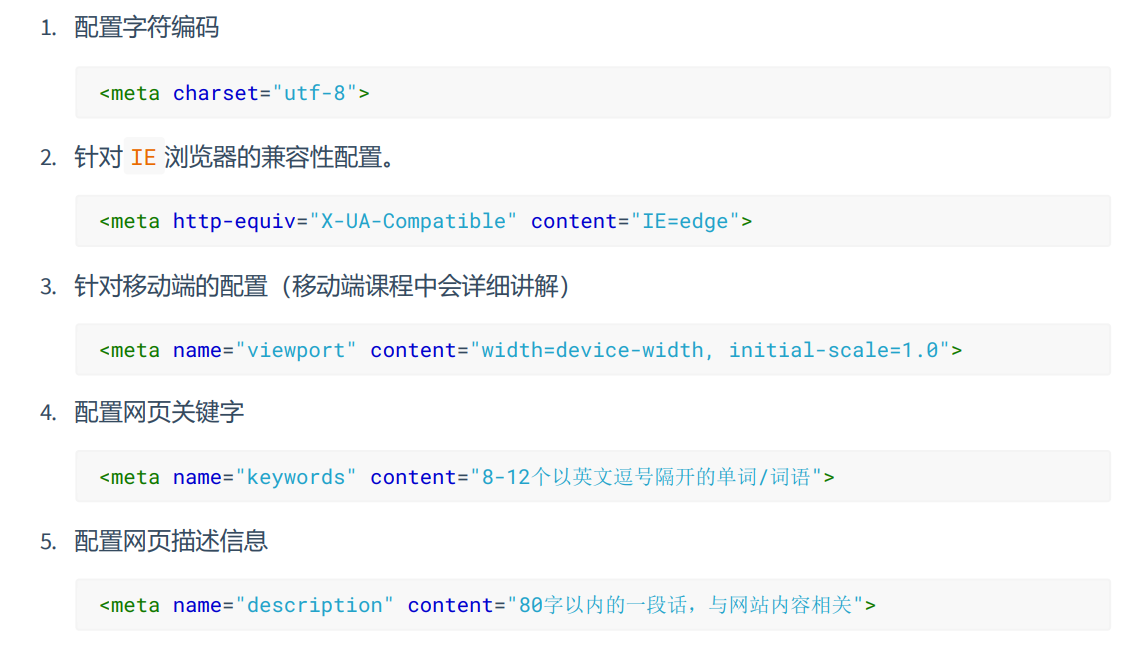 1. 配置字符编码
<meta charset="utf-8">
2. 针对 IE 浏览器的兼容性配置。
<meta http-equiv="X-UA-Compatible" content="IE=edge">
3. 针对移动端的配置（移动端课程中会详细讲解）
<meta name="viewport" content="width=device-width, initial-scale=1.0">
4. 配置网页关键字
<meta name="keywords" content="8-12个以英文逗号隔开的单词/词语">
5. 配置网页描述信息
<meta name="description" content="80字以内的一段话，与网站内容相关">